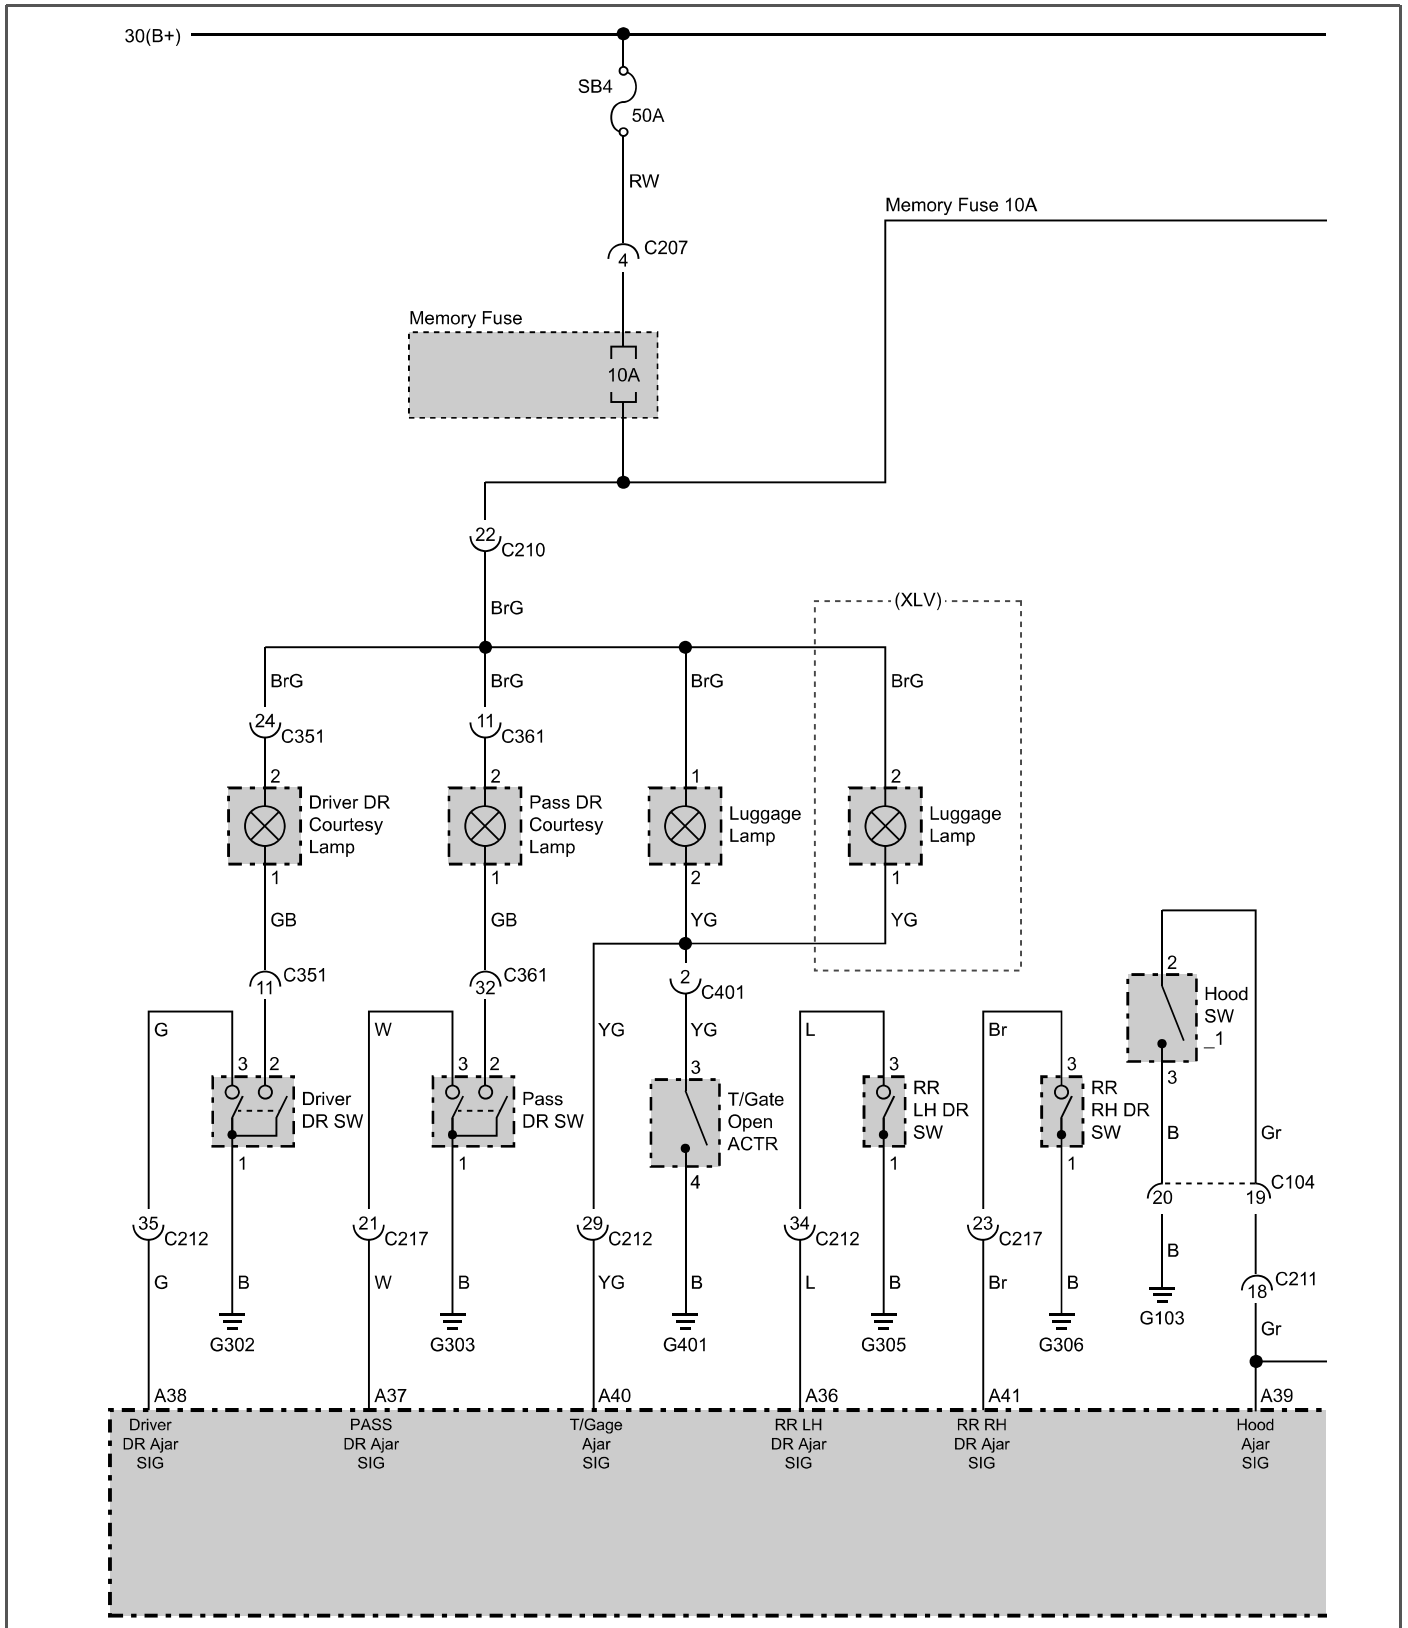 30(B+)
SB4
50A
RW
Memory Fuse 10A
C207
4
Memory Fuse
10A
22
C210
BrG
(XLV)
BrG BrG BrG BrG
24 C351 11 C361
2 2 1 2
Driver DR
Courtesy
Lamp
Pass DR
Courtesy
Lamp
Luggage
Lamp
Luggage
Lamp
1 1 2 1
GB GB YG YG
C351
11
C361
32
2
C401
2
Hood
SW
_1
3
G W YG YG L Br
3 2 3 2 3 3 3
Driver
DR SW
Pass
DR SW
T/Gate
Open
ACTR
RR
LH DR
SW
RR
RH DR
SW
1 1 4 1 1
B Gr
20 19 C104
35 C212 21 C217 29 C212 34 C212 23 C217
B
G B W B YG B L B Br B
C211
18
Gr
G302 G303 G401 G305 G306 G103
A38 A37 A40 A36 A41 A39
Driver
DR Ajar
SIG
PASS
DR Ajar
SIG
T/Gage
Ajar
SIG
RR LH
DR Ajar
SIG
RR RH
DR Ajar
SIG
Hood
Ajar
SIG